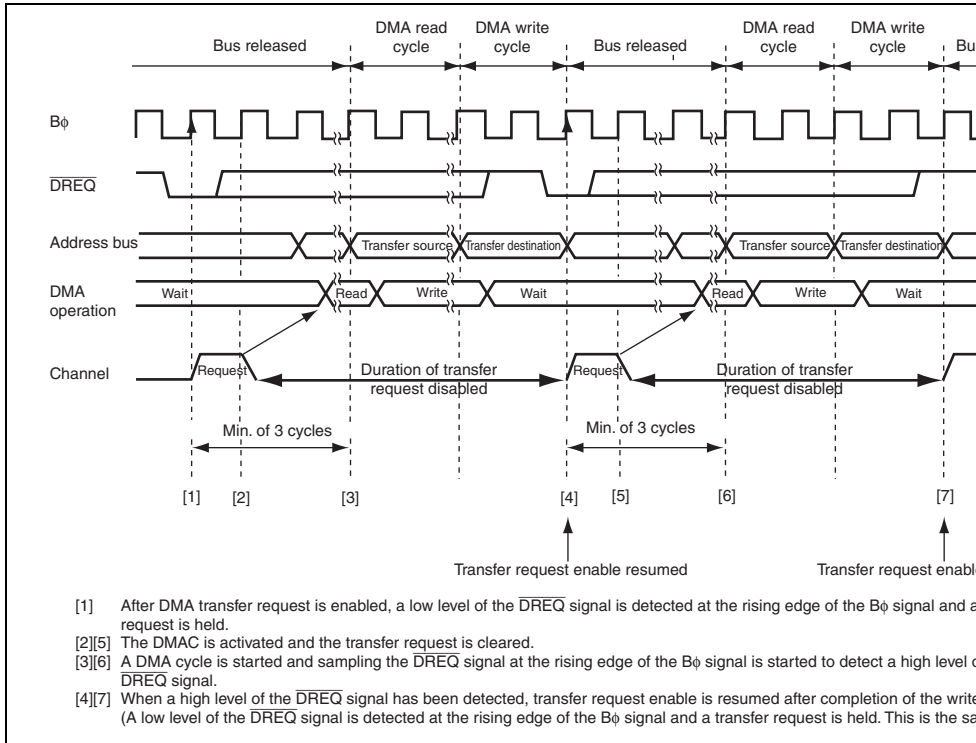 Bus released
DMA read cycle
DMA write cycle
Bus released
DMA read cycle
DMA write cycle
Bφ
DREQ
Address bus
Transfer source
Transfer destination
Transfer source
Transfer destination
DMA operation
Wait
Read
Write
Wait
Read
Write
Wait
Channel
Request
Duration of transfer request disabled
Request
Duration of transfer request disabled
Min. of 3 cycles
Min. of 3 cycles
[1]
[2]
[3]
[4]
[5]
[6]
[7]
Transfer request enable resumed
Transfer request
[1] After DMA transfer request is enabled, a low level of the DREQ signal is detected at the rising edge of the Bφ signal and a
request is held.
[2][5] The DMAC is activated and the transfer request is cleared.
[3][6] A DMA cycle is started and sampling the DREQ signal at the rising edge of the Bφ signal is started to detect a high level
DREQ signal.
[4][7] When a high level of the DREQ signal has been detected, transfer request enable is resumed after completion of the write
(A low level of the DREQ signal is detected at the rising edge of the Bφ signal and a transfer request is held. This is the